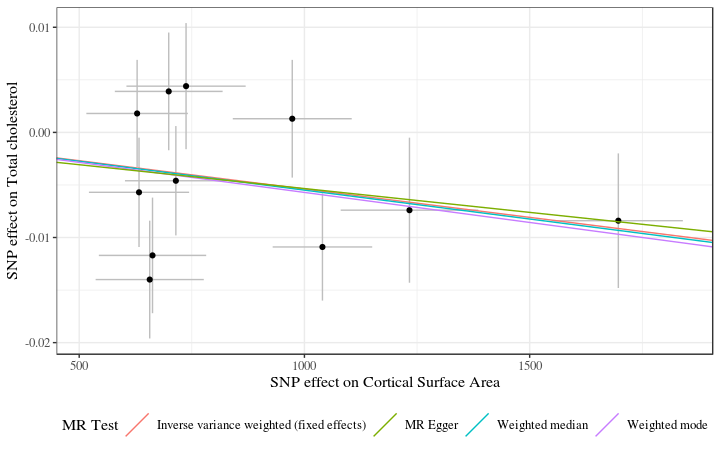 0.01
0.00
-0.01
-0.02
SNP effect on Total cholesterol
500
1000
1500
SNP effect on Cortical Surface Area
MR Test
Inverse variance weighted (fixed effects)
MR Egger
Weighted median
Weighted mode